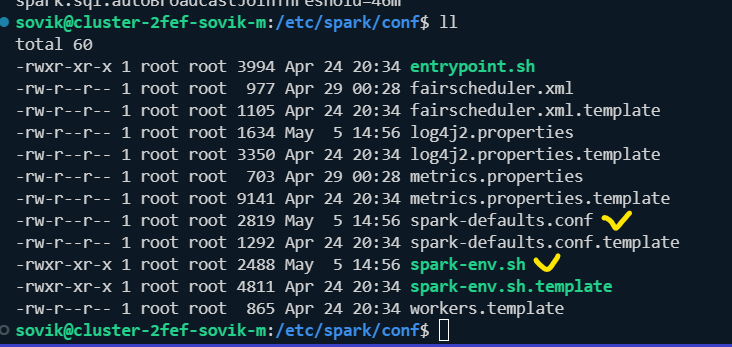 spark.sql.autoBroadcastJoinThreshold=46m
sovik@cluster-2fef-sovik-m:/etc/spark/conf$ ll
total 60
-rwxr-xr-x 1 root root 3994 Apr 24 20:34 entrypoint.sh
-rw-r--r-- 1 root root  977 Apr 29 00:28 fairscheduler.xml
-rw-r--r-- 1 root root 1105 Apr 24 20:34 fairscheduler.xml.template
-rw-r--r-- 1 root root 1634 May  5 14:56 log4j2.properties
-rw-r--r-- 1 root root 3350 Apr 24 20:34 log4j2.properties.template
-rw-r--r-- 1 root root  703 Apr 29 00:28 metrics.properties
-rw-r--r-- 1 root root 9141 Apr 24 20:34 metrics.properties.template
-rw-r--r-- 1 root root 2819 May  5 14:56 spark-defaults.conf
-rw-r--r-- 1 root root 1292 Apr 24 20:34 spark-defaults.conf.template
-rwxr-xr-x 1 root root 2488 May  5 14:56 spark-env.sh
-rwxr-xr-x 1 root root 4811 Apr 24 20:34 spark-env.sh.template
-rw-r--r-- 1 root root  865 Apr 24 20:34 workers.template
sovik@cluster-2fef-sovik-m:/etc/spark/conf$